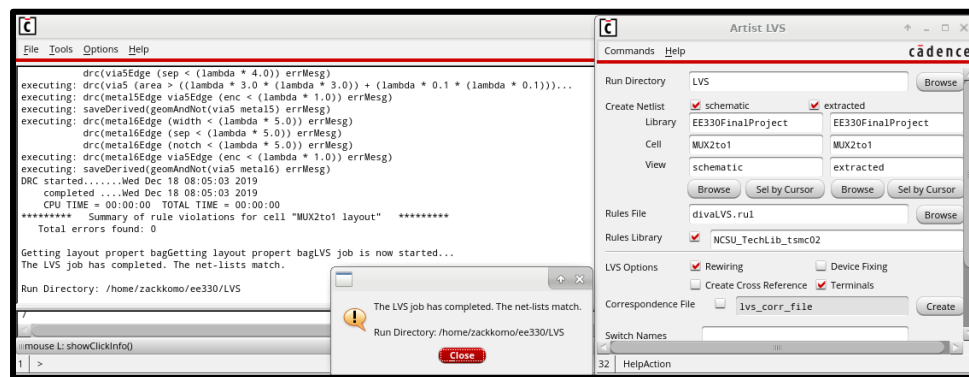 File Tools Options Help
drc(via5Edge (sep < (lambda * 4.0)) errMesg)
executing: drc(via5 (area > ((lambda * 3.0 * (lambda * 3.0)) + (lambda * 0.1 * (lambda * 0.1)))...
executing: drc(metal5Edge via5Edge (enc < (lambda * 1.0)) errMesg)
executing: saveDerived(geomAndNot(via5 metal5) errMesg)
executing: drc(metal6Edge (width < (lambda * 5.0)) errMesg)
drc(metal6Edge (sep < (lambda * 5.0)) errMesg)
drc(metal6Edge (notch < (lambda * 5.0)) errMesg)
executing: drc(metal6Edge via5Edge (enc < (lambda * 1.0)) errMesg)
executing: saveDerived(geomAndNot(via5 metal6) errMesg)
DRC started.......Wed Dec 18 08:05:03 2019
completed ....Wed Dec 18 08:05:03 2019
CPU TIME = 00:00:00 TOTAL TIME = 00:00:00
********* Summary of rule violations for cell "MUX2to1 layout" *********
Total errors found: 0
Getting layout propert bagGetting layout propert bagLVS job is now started...
The LVS job has completed. The net-lists match.
Run Directory: /home/zackkomo/ee330/LVS
mouse L: showClickInfo()
1 >
The LVS job has completed. The net-lists match.
Run Directory: /home/zackkomo/ee330/LVS
Close
Artist LVS
Commands Help
cādence
Run Directory LVS Browse
Create Netlist schematic extracted
Library EE330FinalProject EE330FinalProject
Cell MUX2to1 MUX2to1
View schematic extracted
Browse Sel by Cursor Browse Sel by Cursor
Rules File divaLVS.rul Browse
Rules Library NCSU_TechLib_tsmc02
LVS Options Rewiring Device Fixing
Create Cross Reference Terminals
Correspondence File lvs_corr_file Create
Switch Names
32 HelpAction